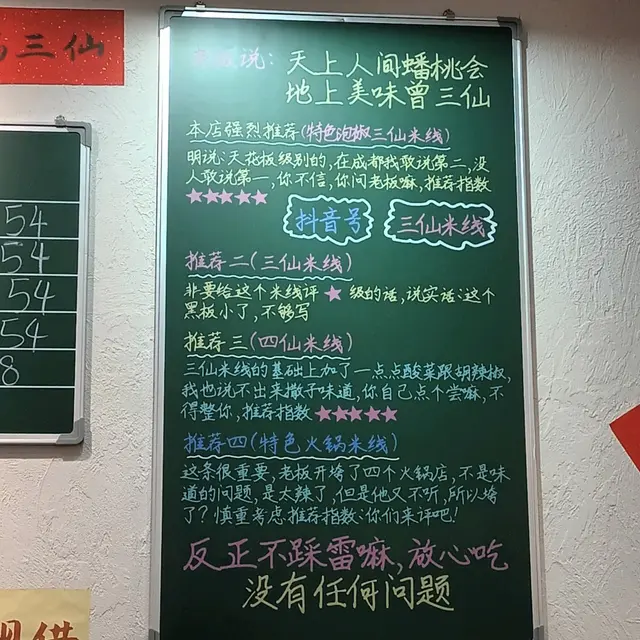 三仙
54
54
54
54
8
说：天上人间蟠桃会
地上美味曾三仙
本店强烈推荐(特色泡椒三仙米线)
明说：天花板级别的，在成都我敢说第二，没
人敢说第一，你不信，你问老板嘛，推荐指数
★★★★★
抖音号 三仙米线
推荐二(三仙米线)
非要给这个米线评★级的话，说实话：这个
黑板小了，不够写
推荐三(四仙米线)
三仙米线的基础上加了一点点酸菜跟胡辣椒，
我也说不出来撒子味道，你自己点个尝嘛，不
得整你，推荐指数★★★★★
推荐四(特色火锅米线)
这条很重要，老板开垮了四个火锅店，不是味
道的问题，是太辣了，但是他又不听，所以垮
了？慎重考虑推荐指数：你们来评吧！
反正不踩雷嘛，放心吃
没有任何问题